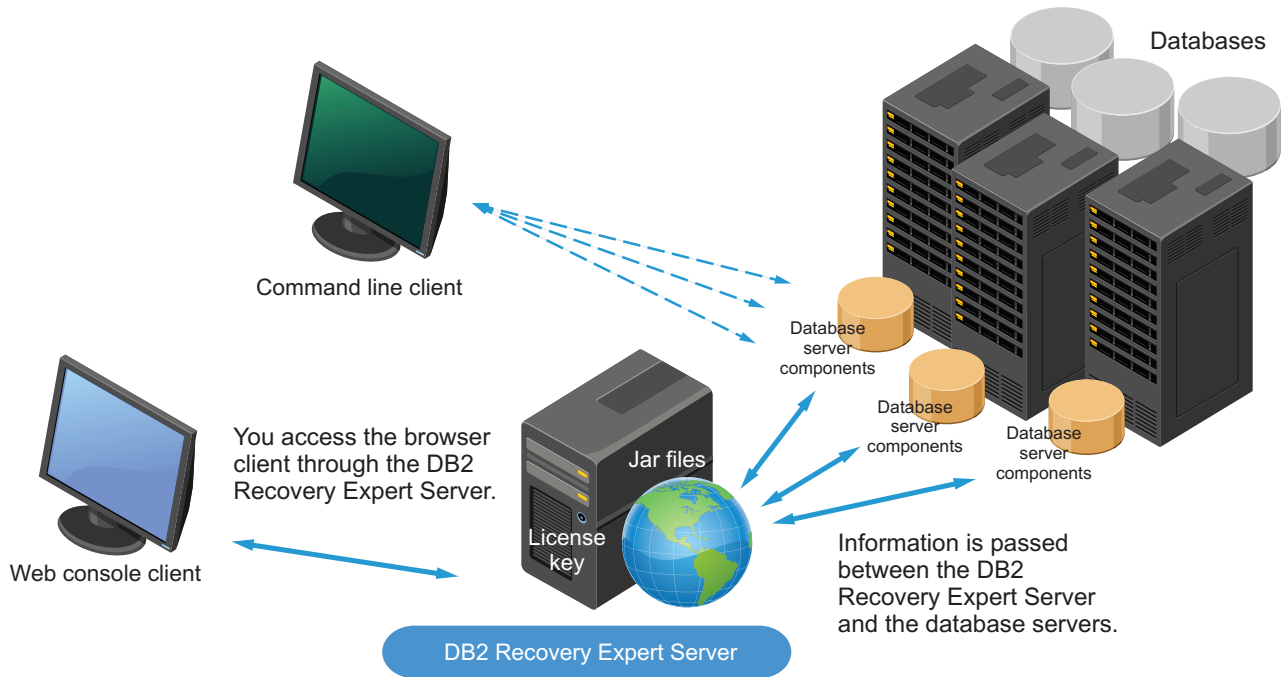 Databases
Command line client
Database
server
components
Database
server
components
Database
server
components
You access the browser
client through the DB2
Recovery Expert Server.
Jar files
License
key
Web console client
Information is passed
between the DB2
Recovery Expert Server
and the database servers.
DB2 Recovery Expert Server